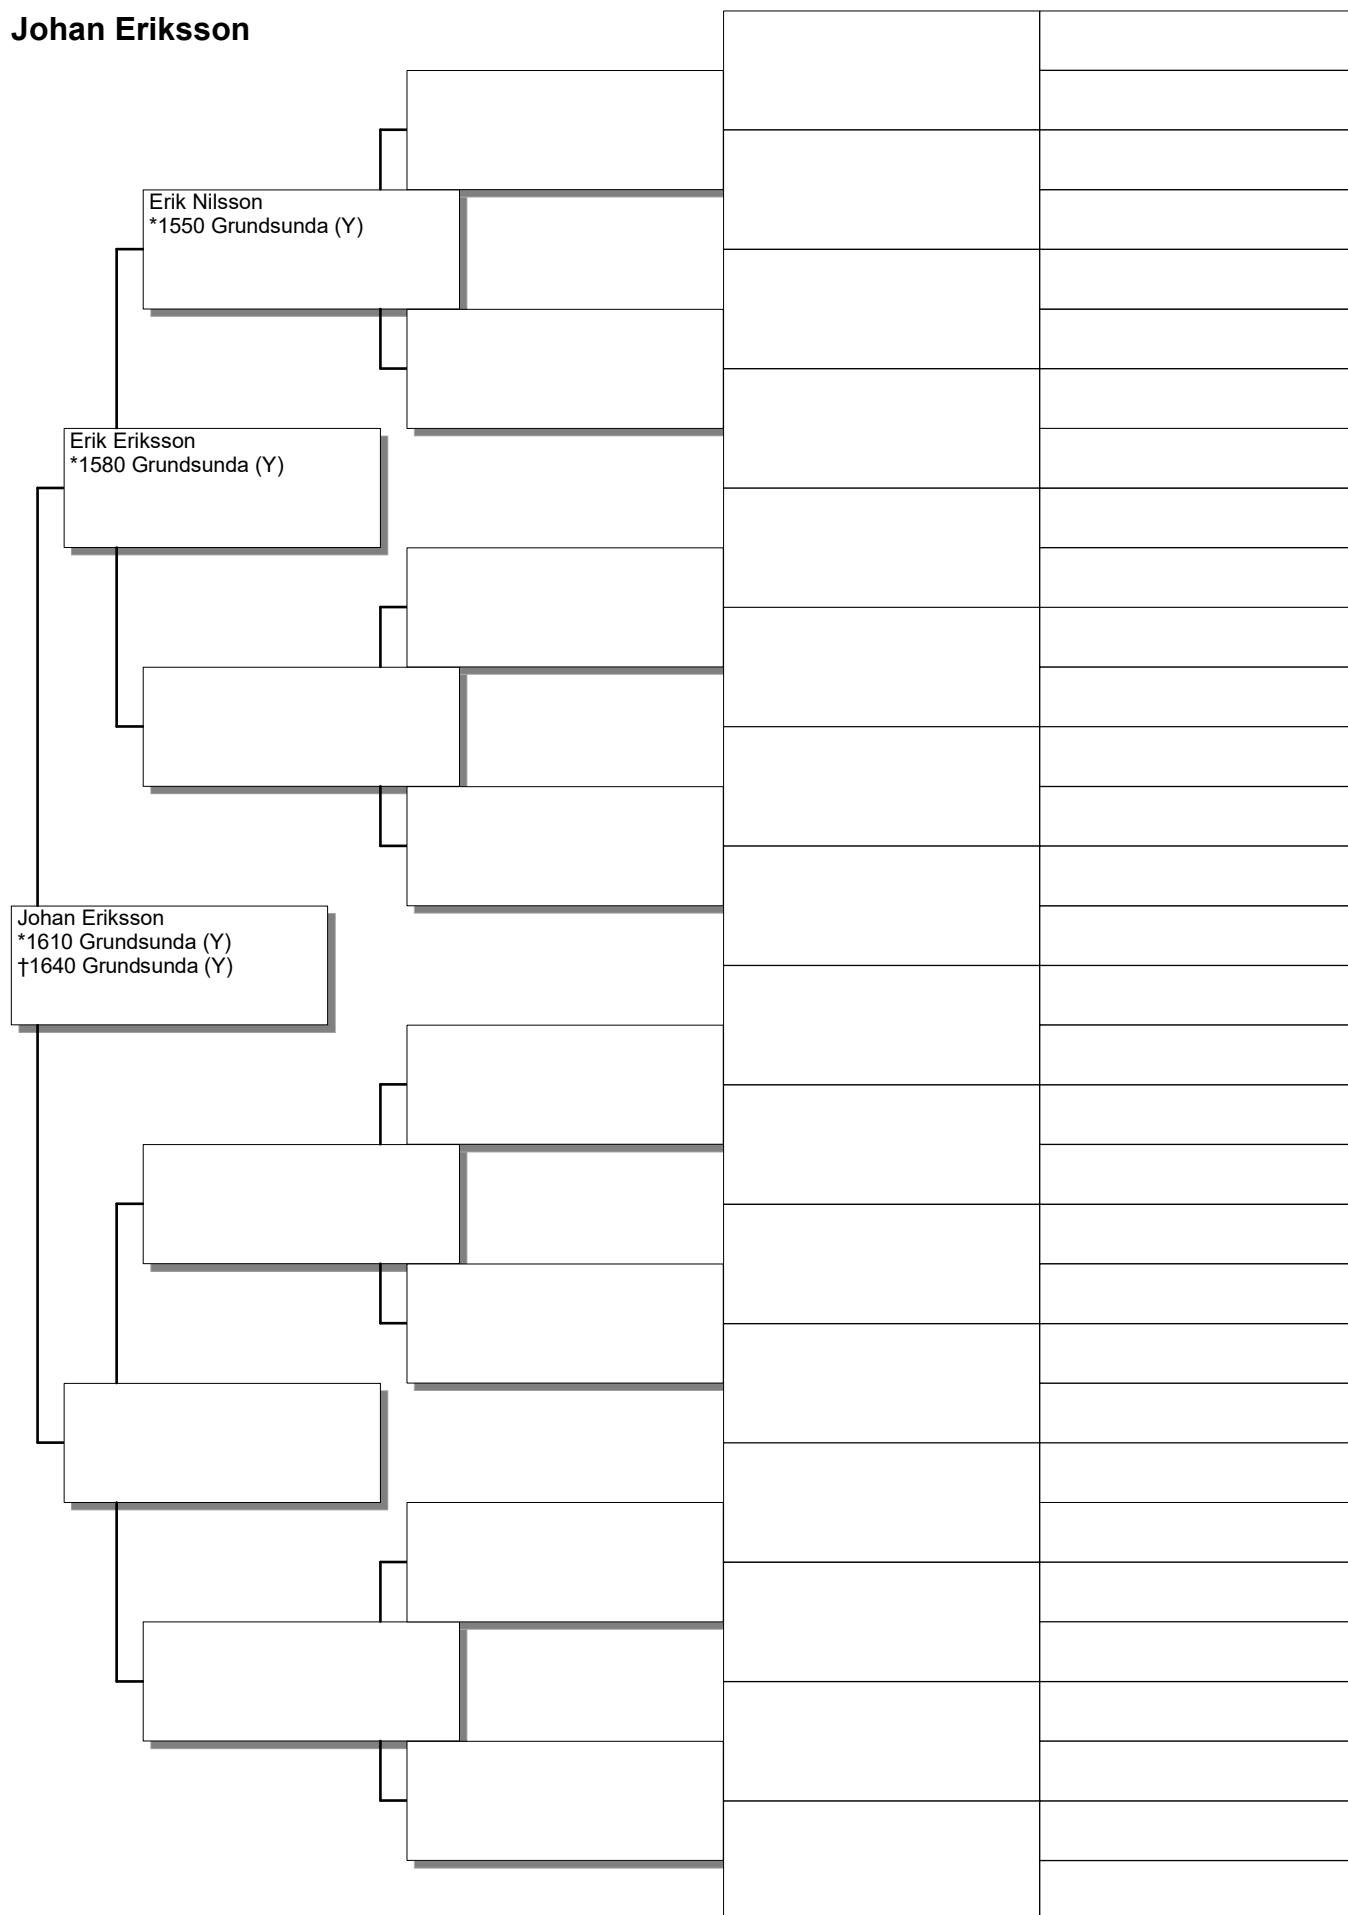 Johan Eriksson
Erik Nilsson
*1550 Grundsunda (Y)
Erik Eriksson
*1580 Grundsunda (Y)
Johan Eriksson
*1610 Grundsunda (Y)
†1640 Grundsunda (Y)